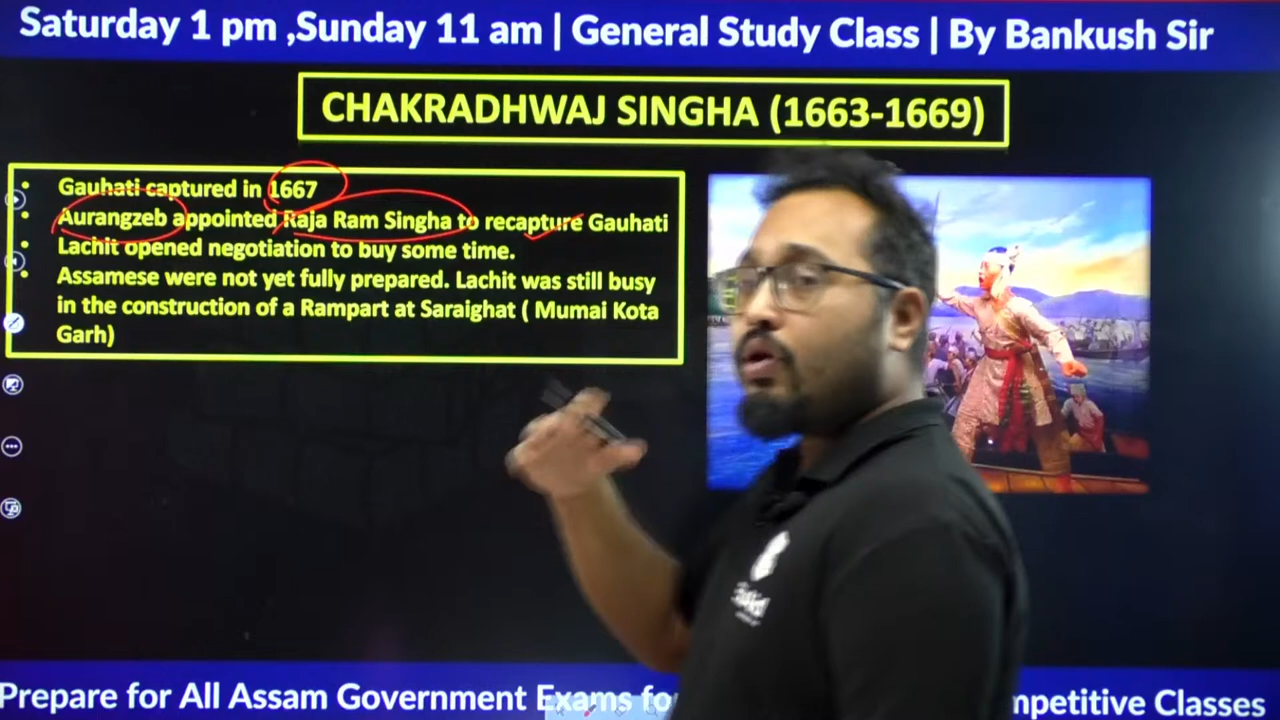 Saturday 1 pm ,Sunday 11 am | General Study Class | By Bankush Sir
CHAKRADHWAJ SINGHA (1663-1669)
• Gauhati captured in 1667
• Aurangzeb appointed Raja Ram Singha to recapture Gauhati
• Lachit opened negotiation to buy some time.
• Assamese were not yet fully prepared. Lachit was still busy
in the construction of a Rampart at Saraighat ( Mumai Kota
Garh)
Prepare for All Assam Government Exams Classes